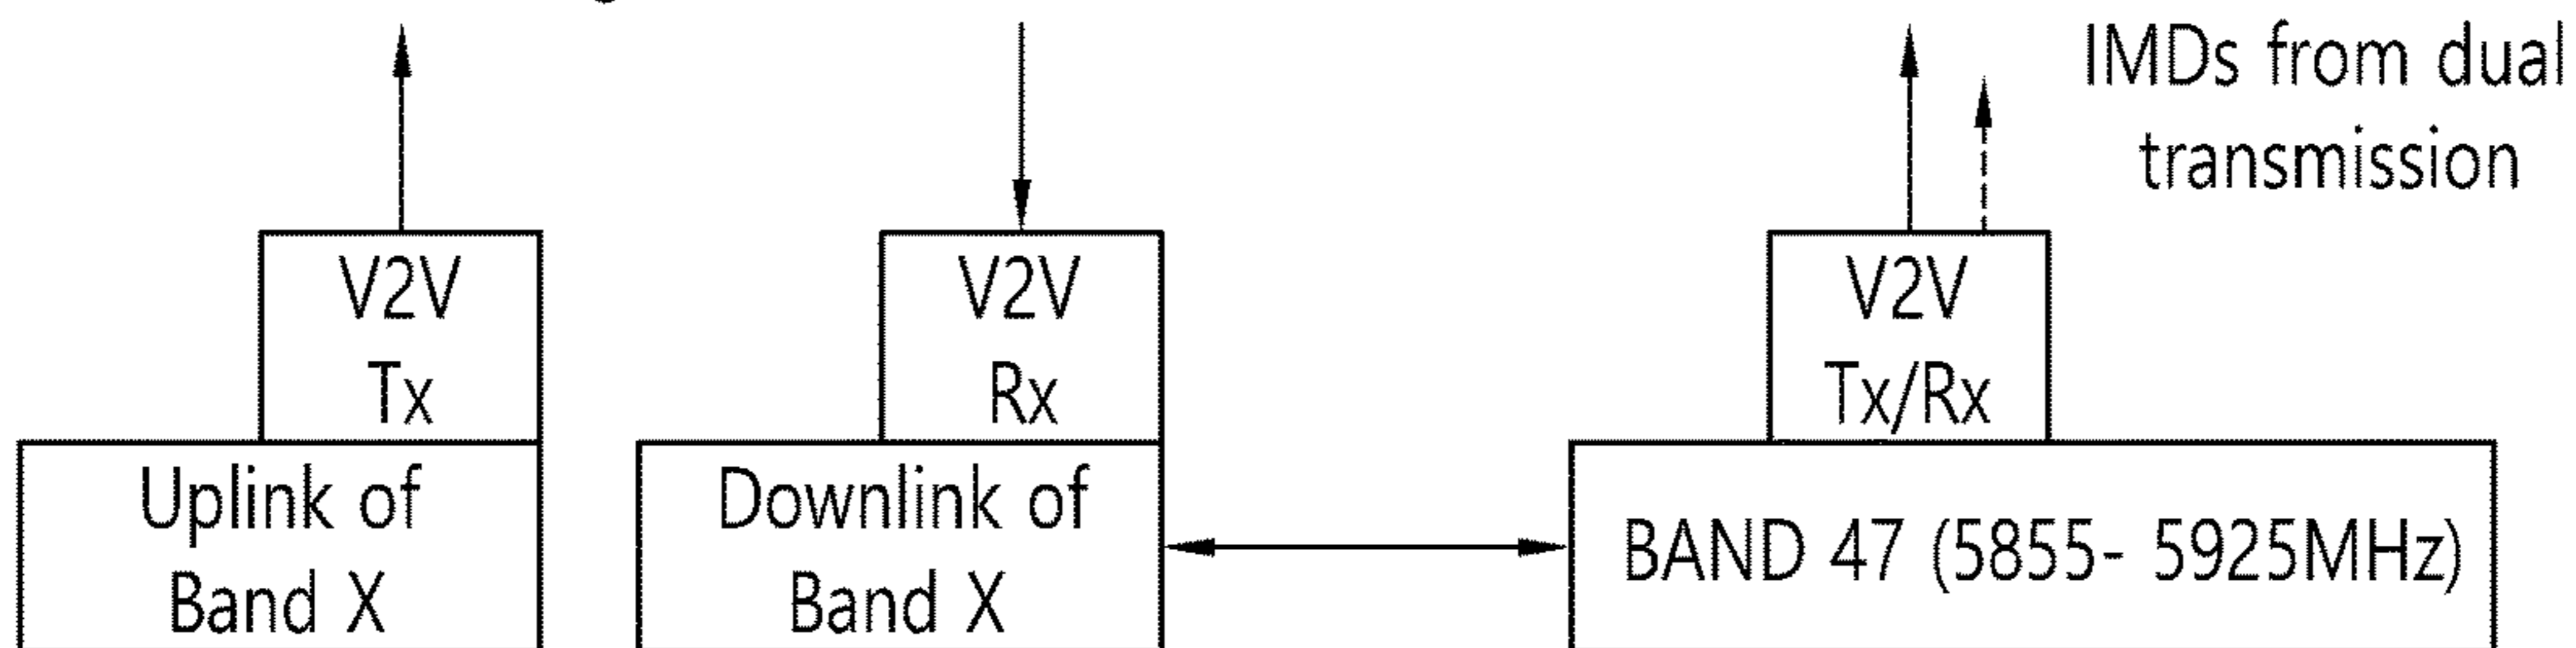 IMDs from dual
transmission
V2V
Tx
V2V
Rx
V2V
Tx/Rx
Uplink of
Band X
Downlink of
Band X
BAND 47 (5855- 5925MHz)